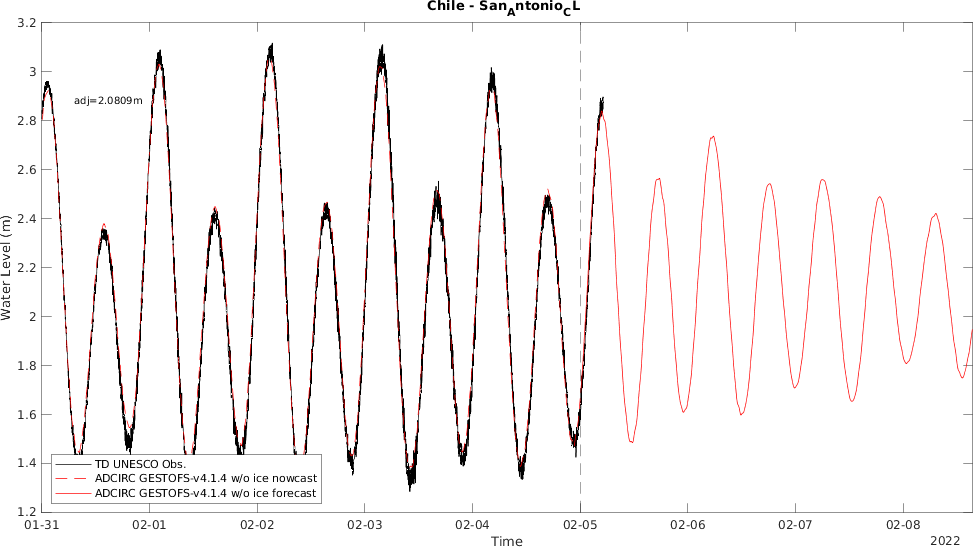 Chile - San_Antonio_CL
3.2
3
2.8
2.6
2.4
2.2
2
1.8
1.6
1.4
1.2
Water Level (m)
adj=2.0809m
TD UNESCO Obs.
ADCIRC GESTOFS-v4.1.4 w/o ice nowcast
ADCIRC GESTOFS-v4.1.4 w/o ice forecast
01-31 02-01 02-02 02-03 02-04 02-05 02-06 02-07 02-08
Time
2022